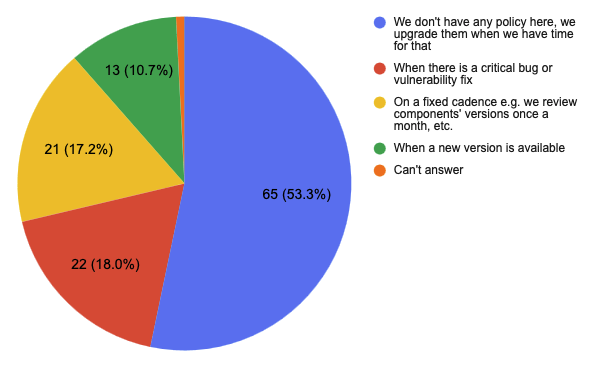 13 (10.7%)
21 (17.2%)
65 (53.3%)
22 (18.0%)
We don't have any policy here, we
upgrade them when we have time
for that
When there is a critical bug or
vulnerability fix
On a fixed cadence e.g. we review
components' versions once a
month, etc.
When a new version is available
Can't answer